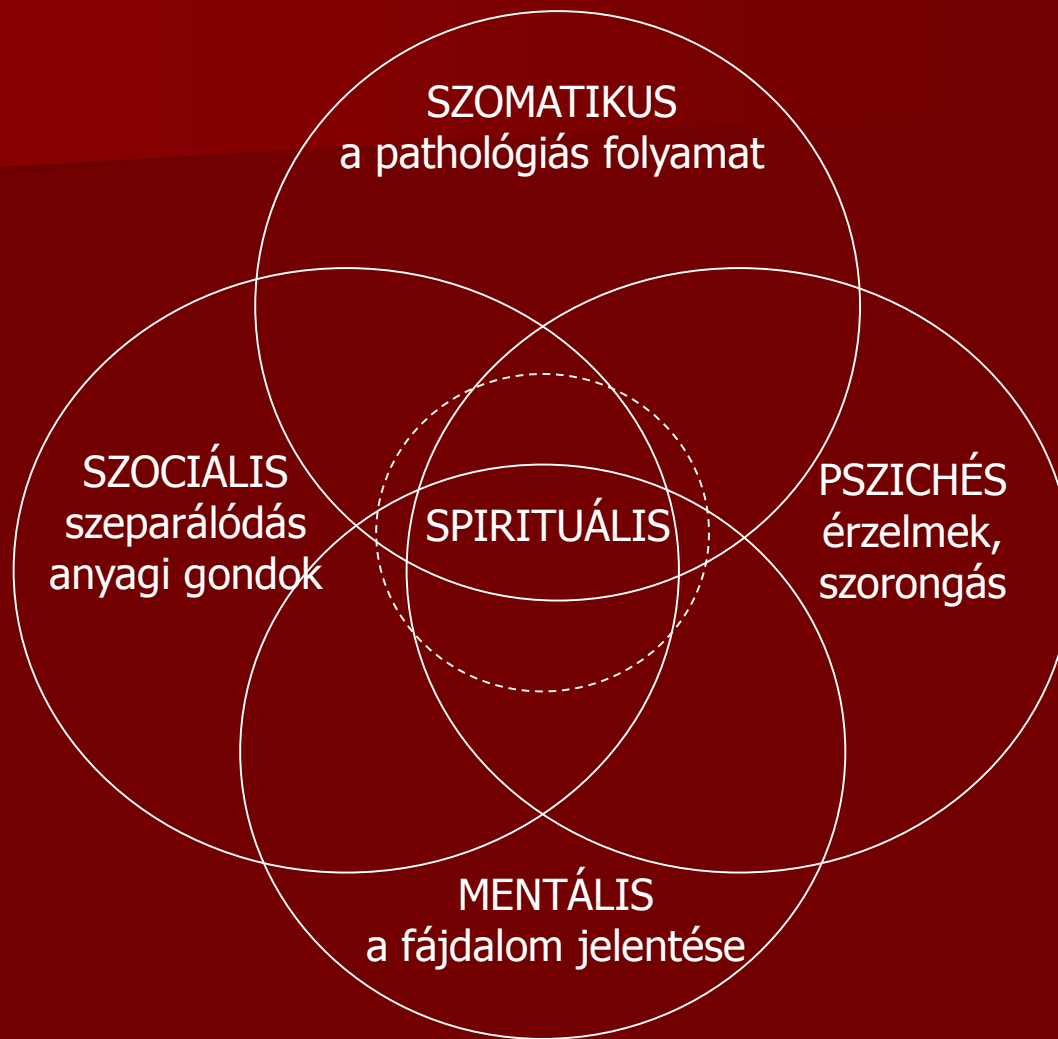 SZOMATIKUS
a pathológiás folyamat
SZOCIÁLIS
szeparálódás
anyagi gondok
SPIRITUÁLIS
PSZICHÉS
érzelmek,
szorongás
MENTÁLIS
a fájdalom jelentése